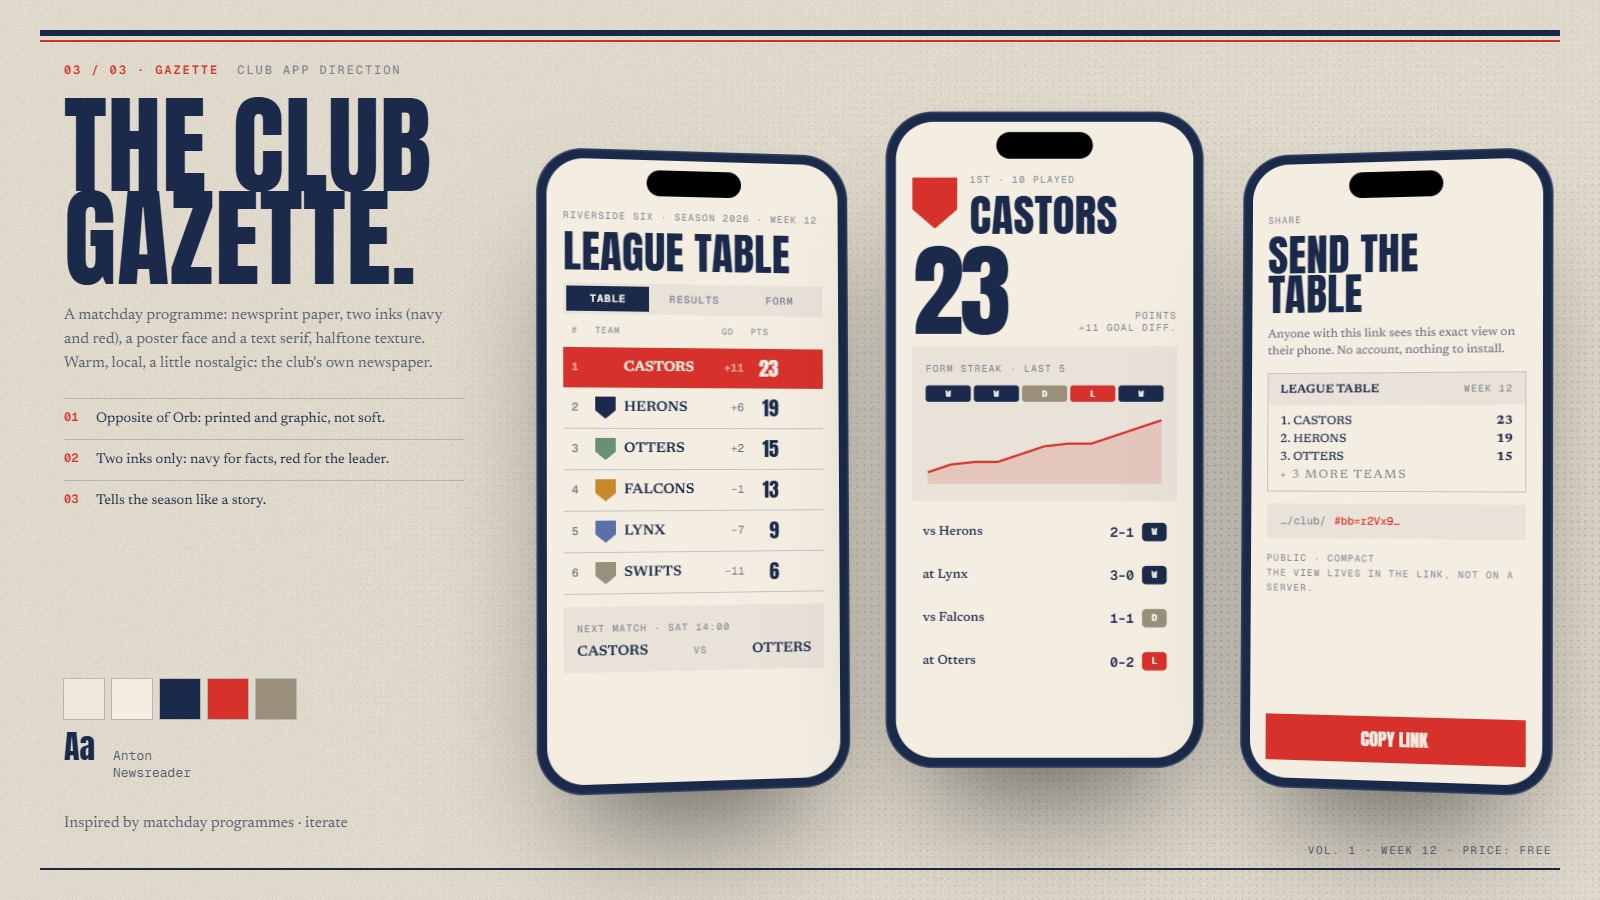 03 / 03 · GAZETTE CLUB APP DIRECTION
THE CLUB
GAZETTE.
A matchday programme: newsprint paper, two inks (navy
and red), a poster face and a text serif, halftone texture.
Warm, local, a little nostalgic: the club's own newspaper.
01 Opposite of Orb: printed and graphic, not soft.
02 Two inks only: navy for facts, red for the leader.
03 Tells the season like a story.
Aa
Anton
Newsreader
Inspired by matchday programmes · iterate
RIVERSIDE SIX · SEASON 2026 · WEEK 12
LEAGUE TABLE
TABLE RESULTS FORM
# TEAM GD PTS
1 CASTORS +11 23
2 HERONS +6 19
3 OTTERS +2 15
4 FALCONS −1 13
5 LYNX −7 9
6 SWIFTS −11 6
NEXT MATCH · SAT 14:00
CASTORS VS OTTERS
1ST · 10 PLAYED
CASTORS
23
POINTS
+11 GOAL DIFF.
FORM STREAK · LAST 5
W W D L W
vs Herons 2–1 W
at Lynx 3–0 W
vs Falcons 1–1 D
at Otters 0–2 L
SHARE
SEND THE
TABLE
Anyone with this link sees this exact view on
their phone. No account, nothing to install.
LEAGUE TABLE WEEK 12
1. CASTORS 23
2. HERONS 19
3. OTTERS 15
+ 3 MORE TEAMS
…/club/ #bb=r2Vx9…
PUBLIC · COMPACT
THE VIEW LIVES IN THE LINK, NOT ON A
SERVER.
COPY LINK
VOL. 1 · WEEK 12 · PRICE: FREE